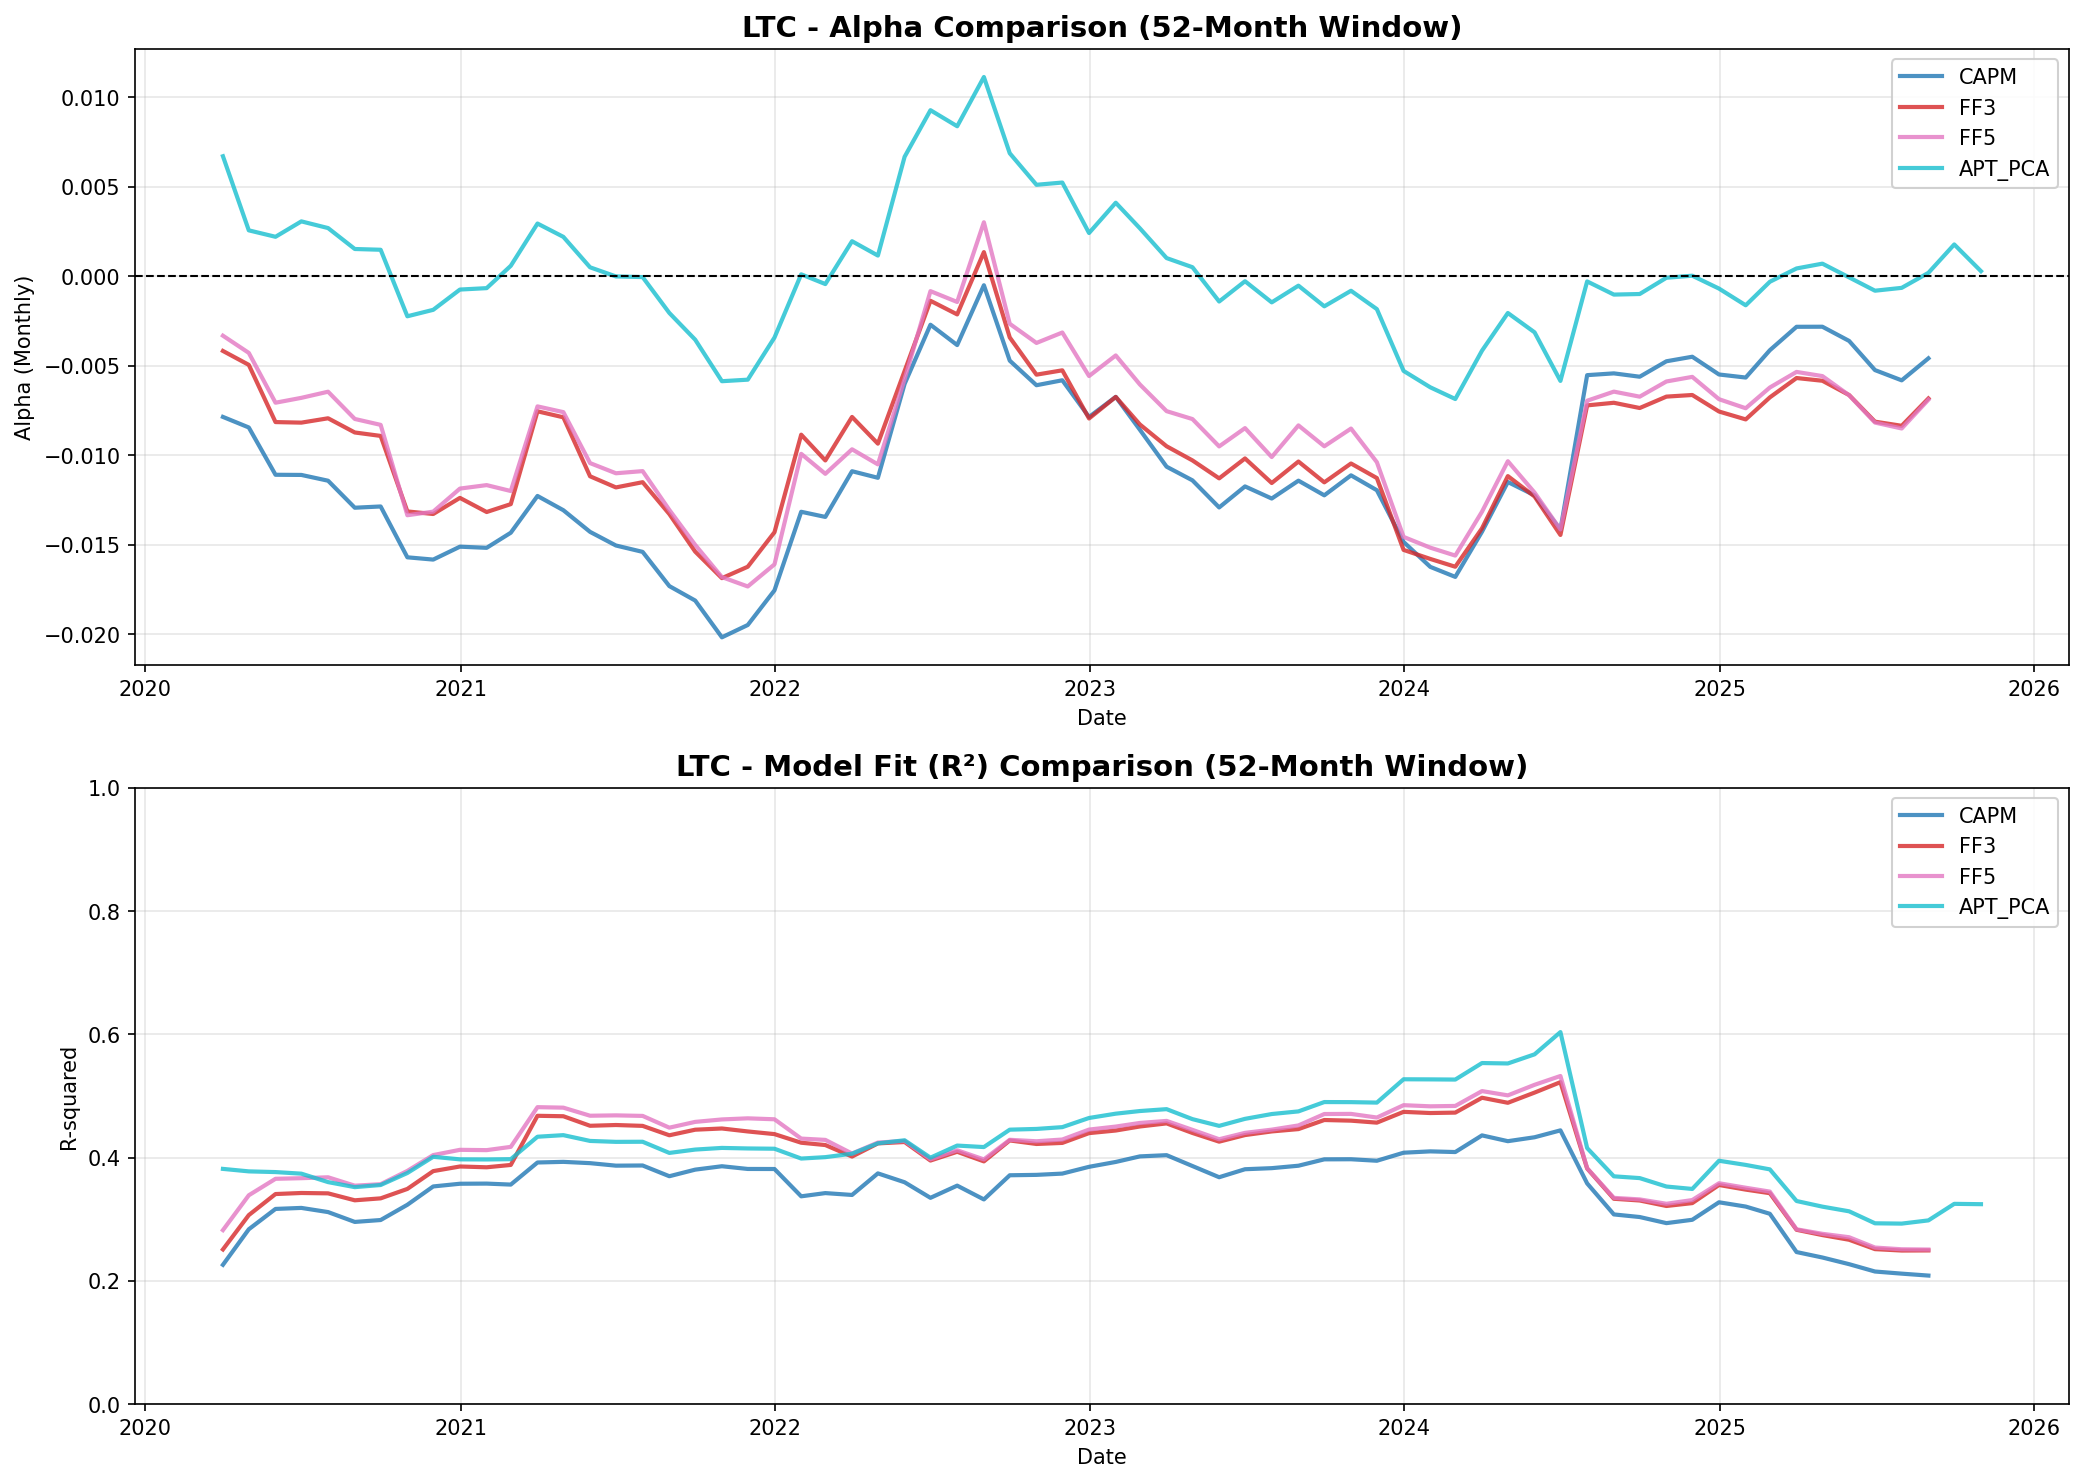 LTC - Alpha Comparison (52-Month Window)
CAPM
FF3
FF5
APT_PCA
Alpha (Monthly)
0.010
0.005
0.000
−0.005
−0.010
−0.015
−0.020
2020 2021 2022 2023 2024 2025 2026
Date
LTC - Model Fit (R²) Comparison (52-Month Window)
CAPM
FF3
FF5
APT_PCA
R-squared
1.0
0.8
0.6
0.4
0.2
0.0
2020 2021 2022 2023 2024 2025 2026
Date